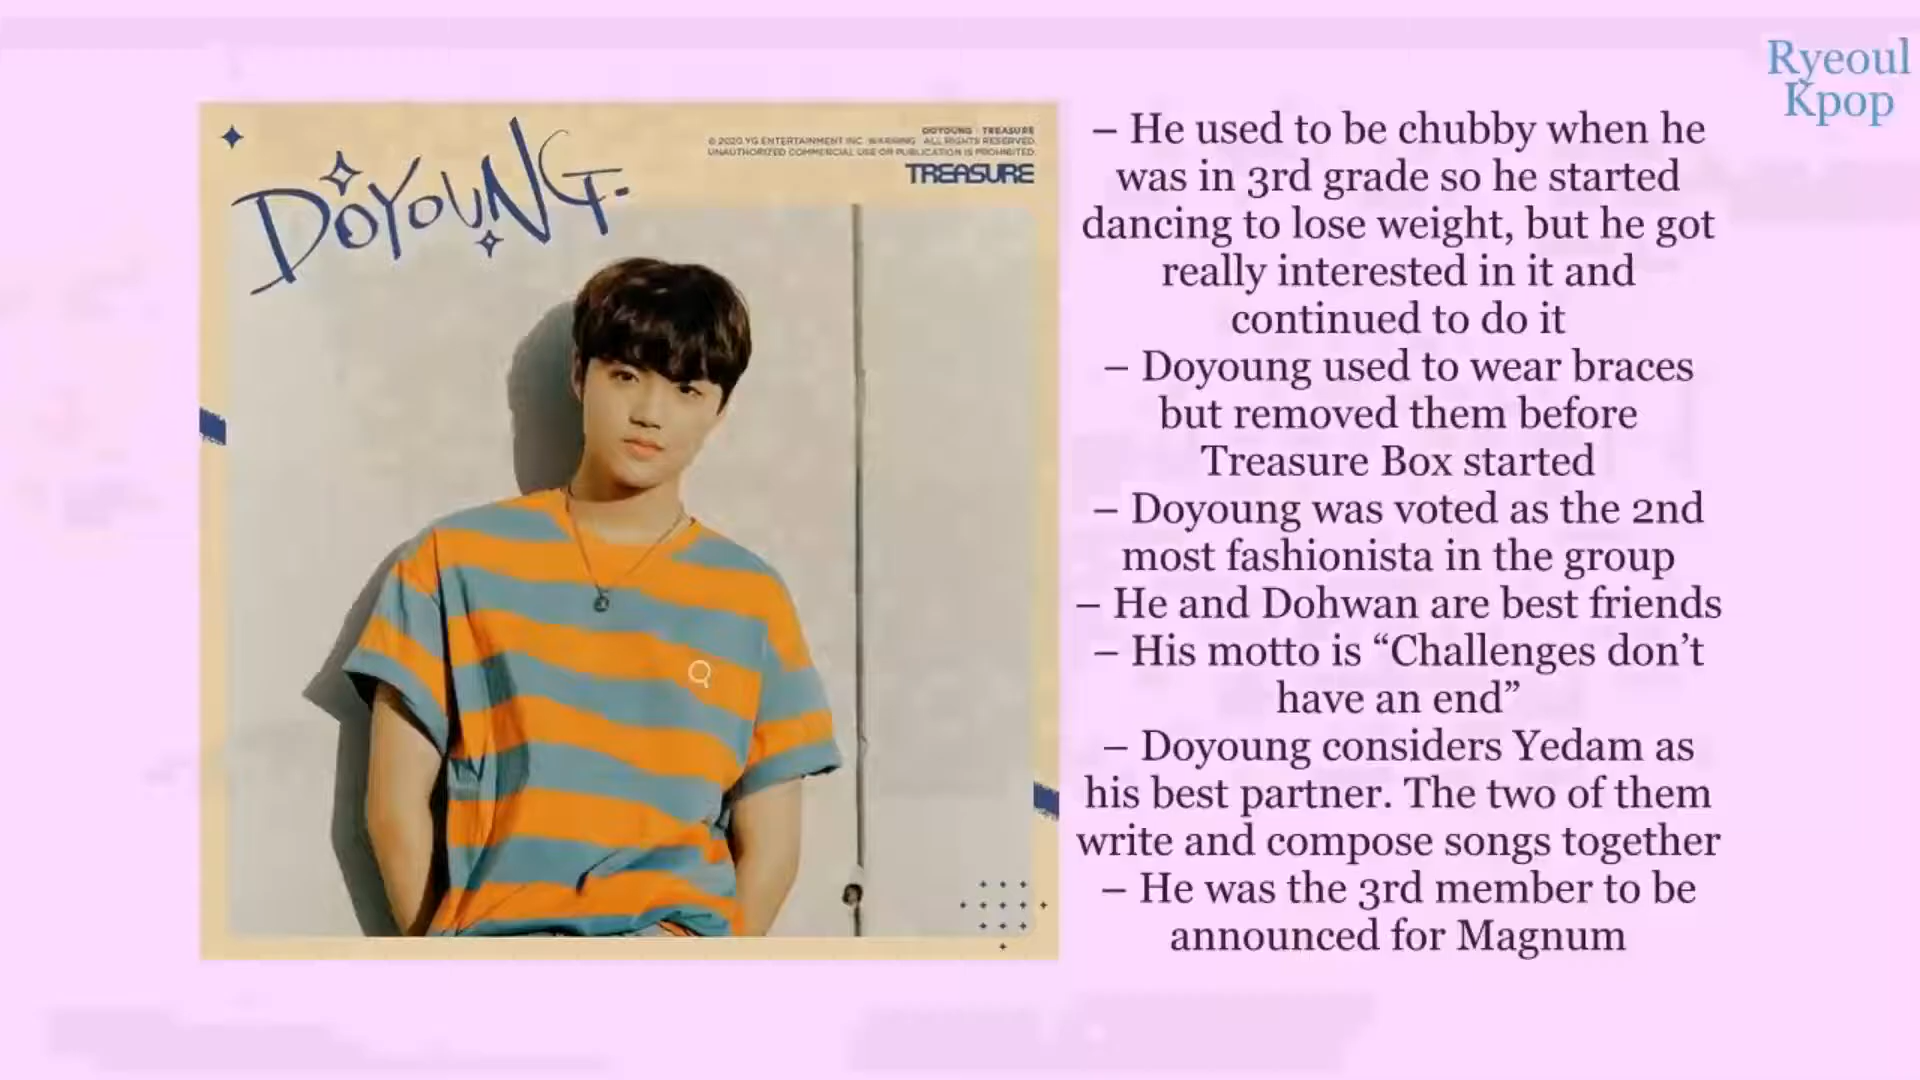 Ryeoul
Kpop
DOYOUNG.
DOYOUNG · TREASURE
© 2020 YG ENTERTAINMENT INC. WARNING : ALL RIGHTS RESERVED.
UNAUTHORIZED COMMERCIAL USE OR PUBLICATION IS PROHIBITED.
TREASURE
– He used to be chubby when he
was in 3rd grade so he started
dancing to lose weight, but he got
really interested in it and
continued to do it
– Doyoung used to wear braces
but removed them before
Treasure Box started
– Doyoung was voted as the 2nd
most fashionista in the group
– He and Dohwan are best friends
– His motto is “Challenges don’t
have an end”
– Doyoung considers Yedam as
his best partner. The two of them
write and compose songs together
– He was the 3rd member to be
announced for Magnum